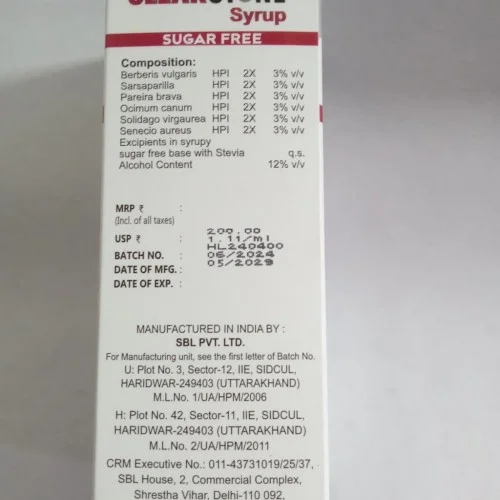 CLEARSTONE
Syrup
SUGAR FREE
Composition:
Berberis vulgaris HPI 2X 3% v/v
Sarsaparilla HPI 2X 3% v/v
Pareira brava HPI 2X 3% v/v
Ocimum canum HPI 2X 3% v/v
Solidago virgaurea HPI 2X 3% v/v
Senecio aureus HPI 2X 3% v/v
Excipients in syrupy
sugar free base with Stevia q.s.
Alcohol Content 12% v/v
MRP ₹ :
(Incl. of all taxes)
200.00
USP ₹ : 1.11/ml
BATCH NO. : HL240400
DATE OF MFG. : 06/2024
DATE OF EXP. : 05/2029
MANUFACTURED IN INDIA BY :
SBL PVT. LTD.
For Manufacturing unit, see the first letter of Batch No.
U: Plot No. 3, Sector-12, IIE, SIDCUL,
HARIDWAR-249403 (UTTARAKHAND)
M.L.No. 1/UA/HPM/2006
H: Plot No. 42, Sector-11, IIE, SIDCUL,
HARIDWAR-249403 (UTTARAKHAND)
M.L.No. 2/UA/HPM/2011
CRM Executive No.: 011-43731019/25/37,
SBL House, 2, Commercial Complex,
Shrestha Vihar, Delhi-110 092,